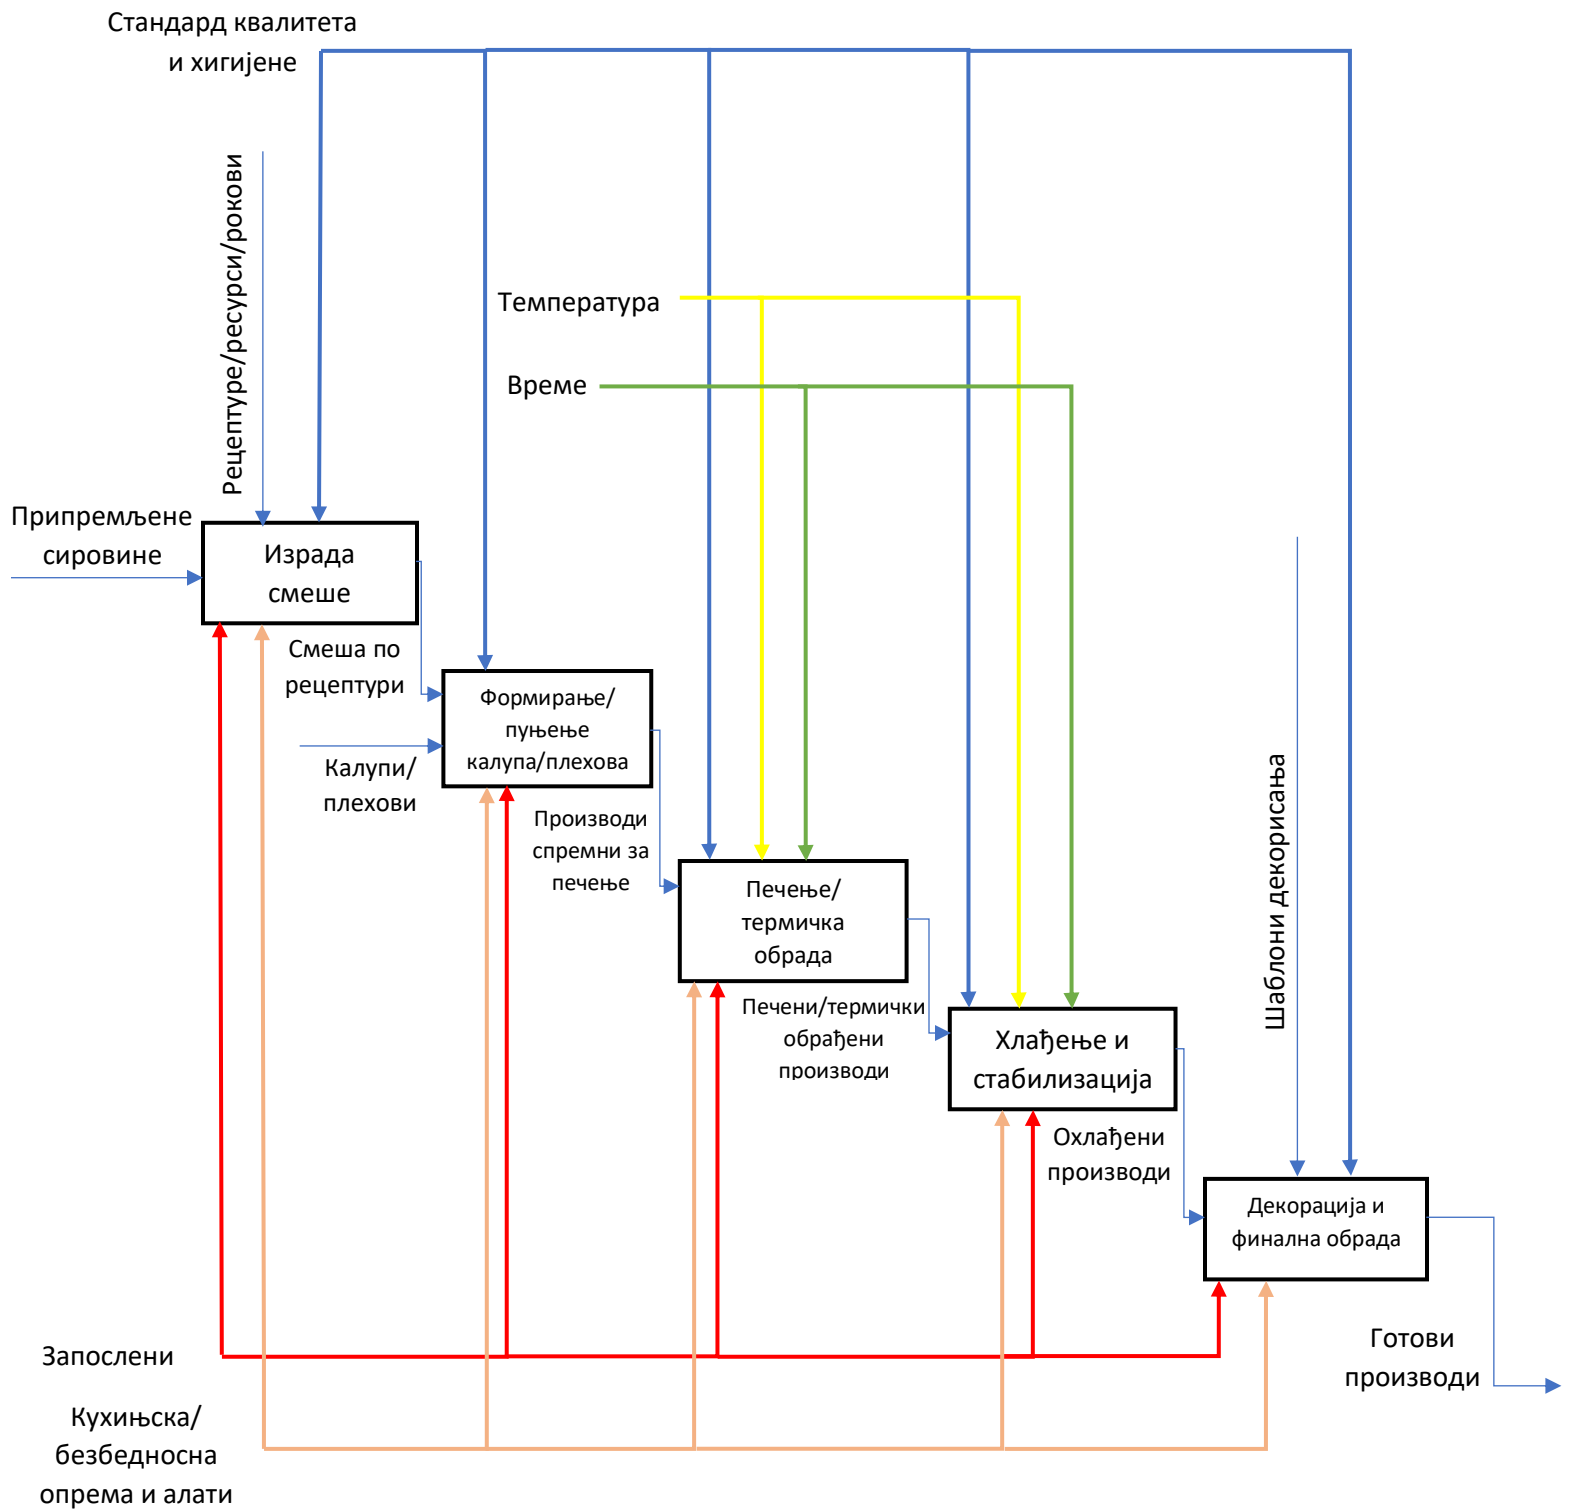 Стандард квалитета
и хигијене
Рецептуре/ресурси/рокови
Температура
Време
Припремљене
сировине
Израда
смеше
Смеша по
рецептури
Формирање/
пуњење
калупа/плехова
Калупи/
плехови
Производи
спремни за
печење
Печење/
термичка
обрада
Шаблони декорисања
Печени/термички
обрађени
производи
Хлађење и
стабилизација
Охлађени
производи
Декорација и
финална обрада
Готови
производи
Запослени
Кухињска/
безбедносна
опрема и алати